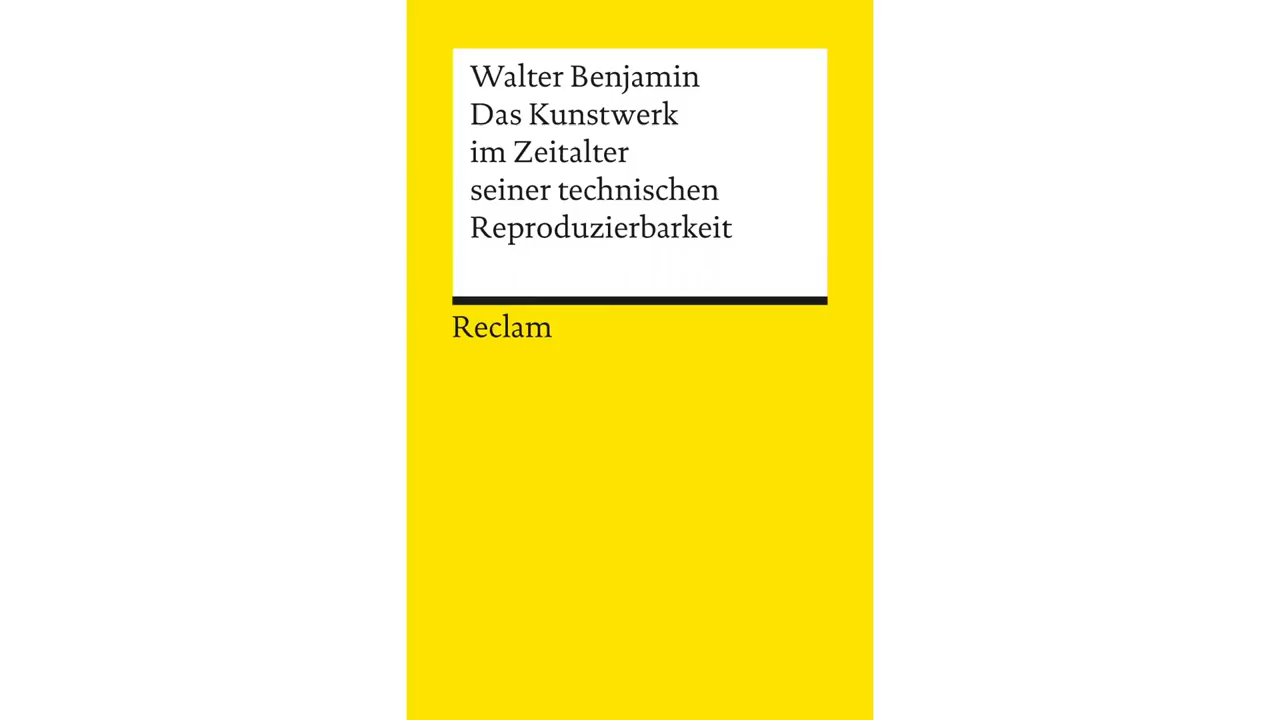 Walter Benjamin
Das Kunstwerk
im Zeitalter
seiner technischen
Reproduzierbarkeit
Reclam